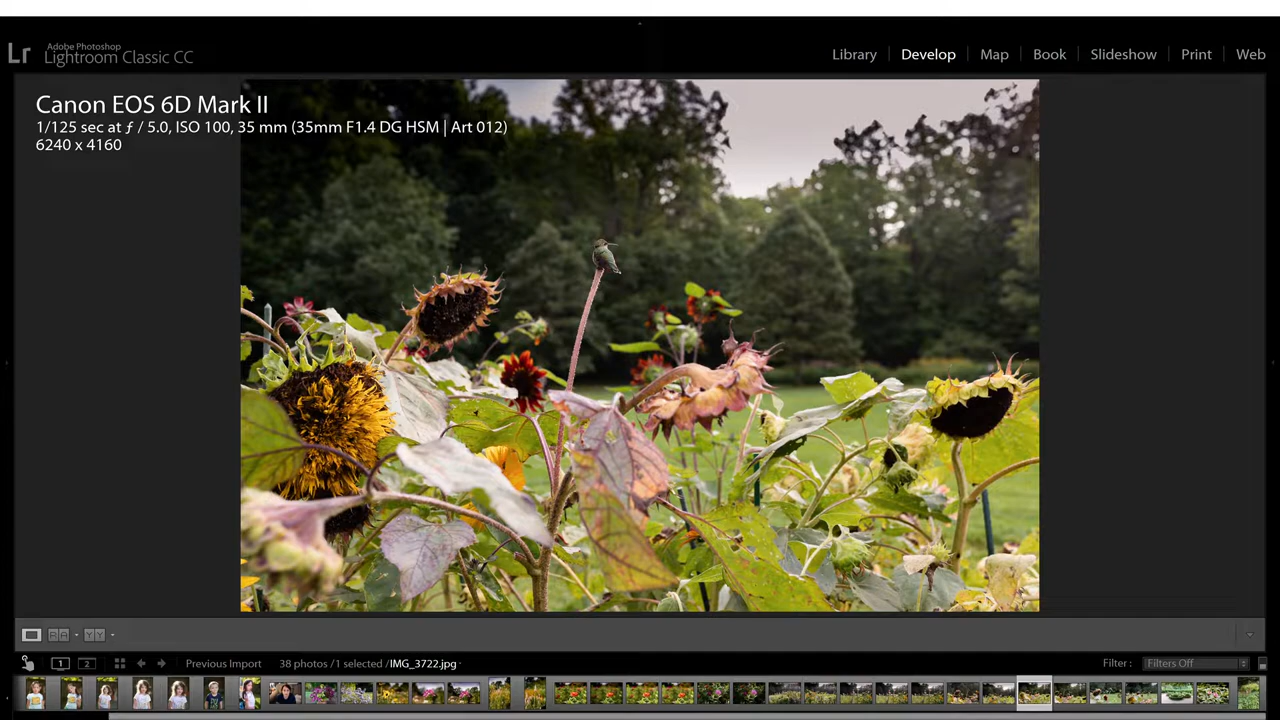 Lr
Adobe Photoshop
Lightroom Classic CC
Library | Develop | Map | Book | Slideshow | Print | Web
Canon EOS 6D Mark II
1/125 sec at ƒ / 5.0, ISO 100, 35 mm (35mm F1.4 DG HSM | Art 012)
6240 x 4160
RA YY
1 2 Previous Import 38 photos /1 selected /IMG_3722.jpg Filter : Filters Off